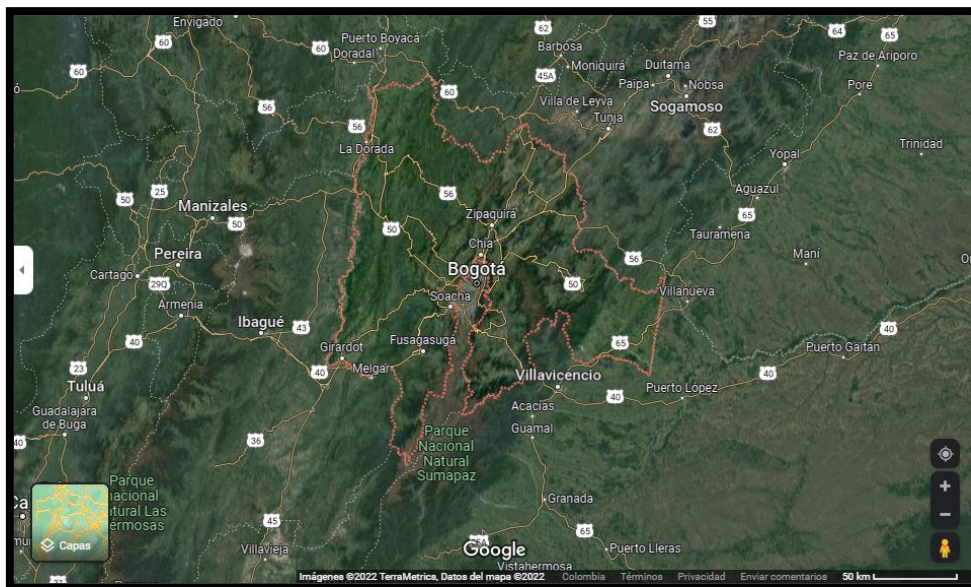 Envigado
60
62
55
64
65
Puerto Boyacá
Doradal
60
Barbosa
Moniquirá
Duitama
Paz de Ariporo
60
45A
Paipa
Nobsa
Pore
60
56
Villa de Leyva
Sogamoso
Tunja
56
62
La Dorada
Trinidad
Yopal
25
50
56
Aguazul
Manizales
50
50
Zipaquirá
65
Tauramena
Chía
Pereira
56
Maní
Cartago
Bogotá
29Q
50
Soacha
Villanueva
Armenia
Ibagué
43
40
40
Fusagasugá
65
Girardot
Puerto Gaitán
23
40
Melgar
Villavicencio
40
Tuluá
Puerto López
40
Guadalajara
de Buga
Acacías
Guamal
40
36
Parque
Nacional
Natural
Sumapaz
Parque
Granada
45
65
Villavieja
Puerto Lleras
Vistahermosa
Capas
Google
Imágenes ©2022 TerraMetrics, Datos del mapa ©2022 Colombia Términos Privacidad Enviar comentarios 50 km